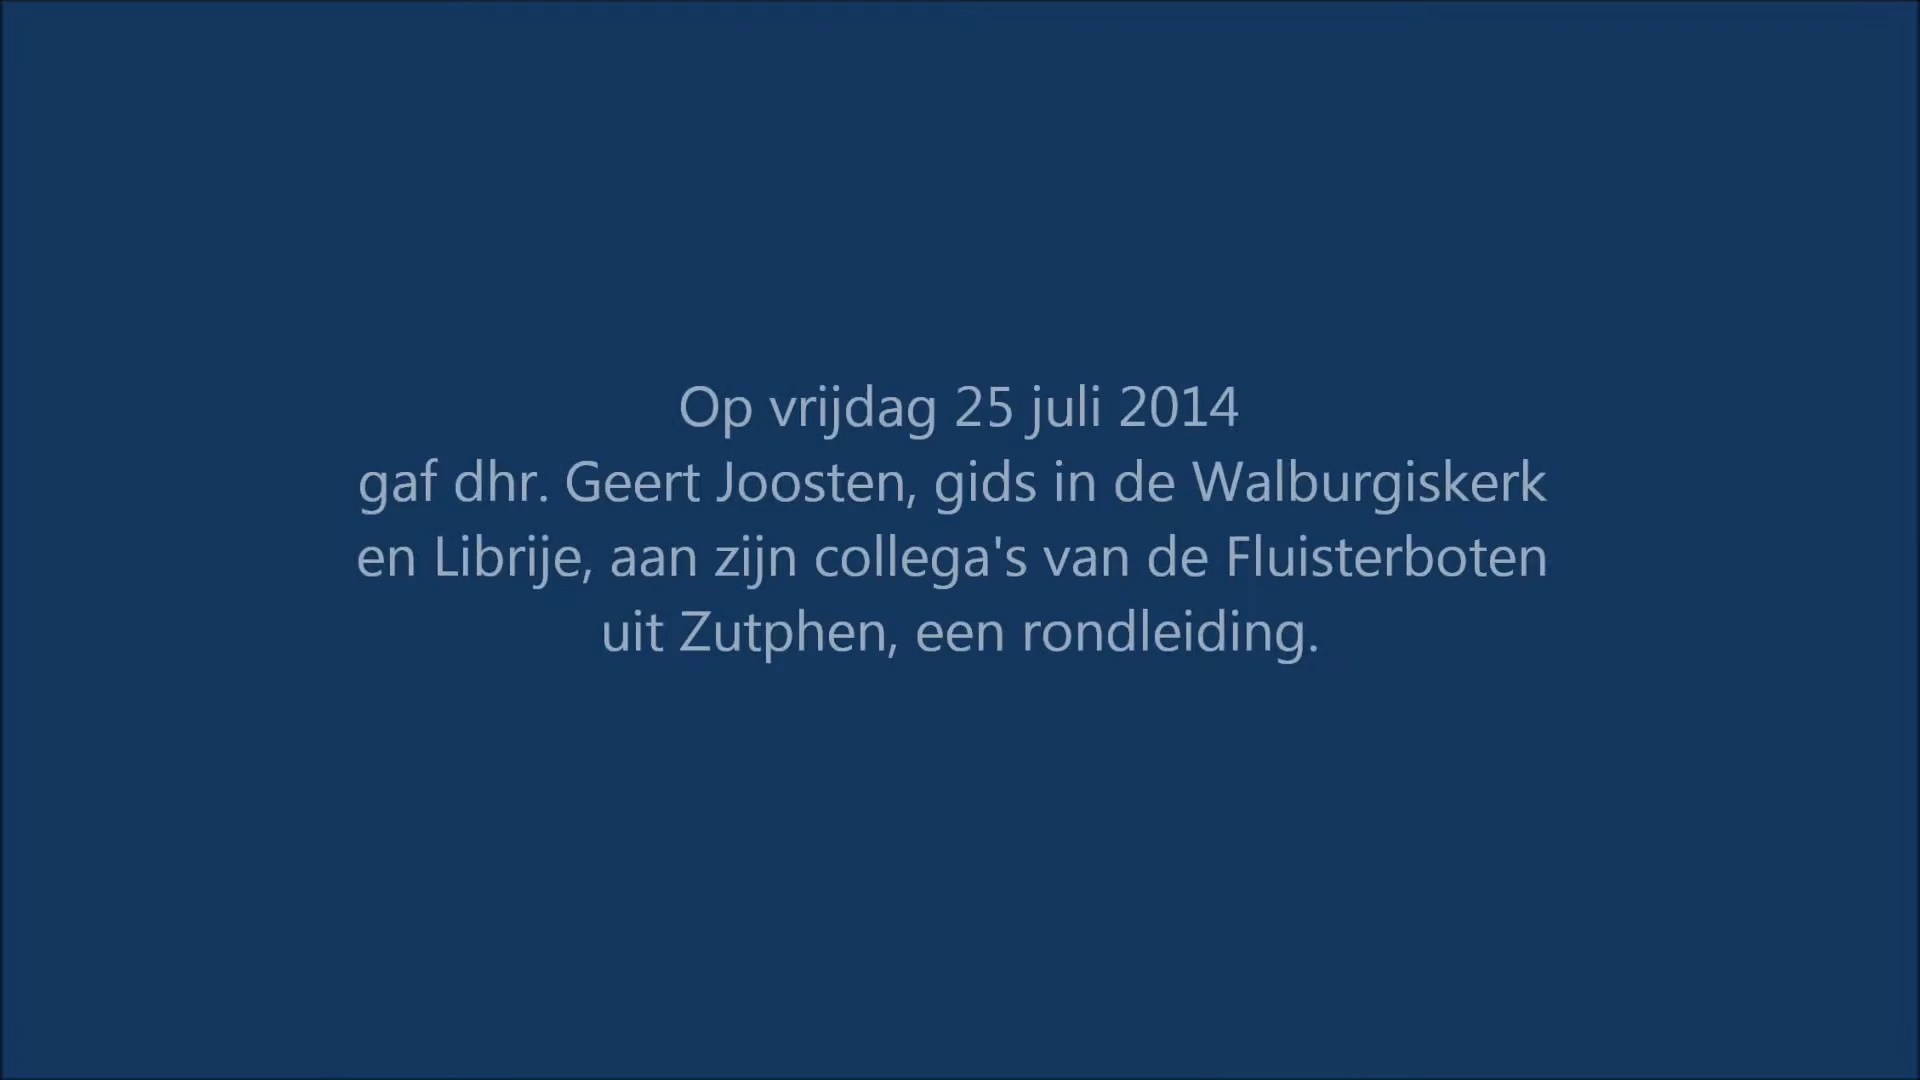 Op vrijdag 25 juli 2014
gaf dhr. Geert Joosten, gids in de Walburgiskerk
en Librije, aan zijn collega's van de Fluisterboten
uit Zutphen, een rondleiding.